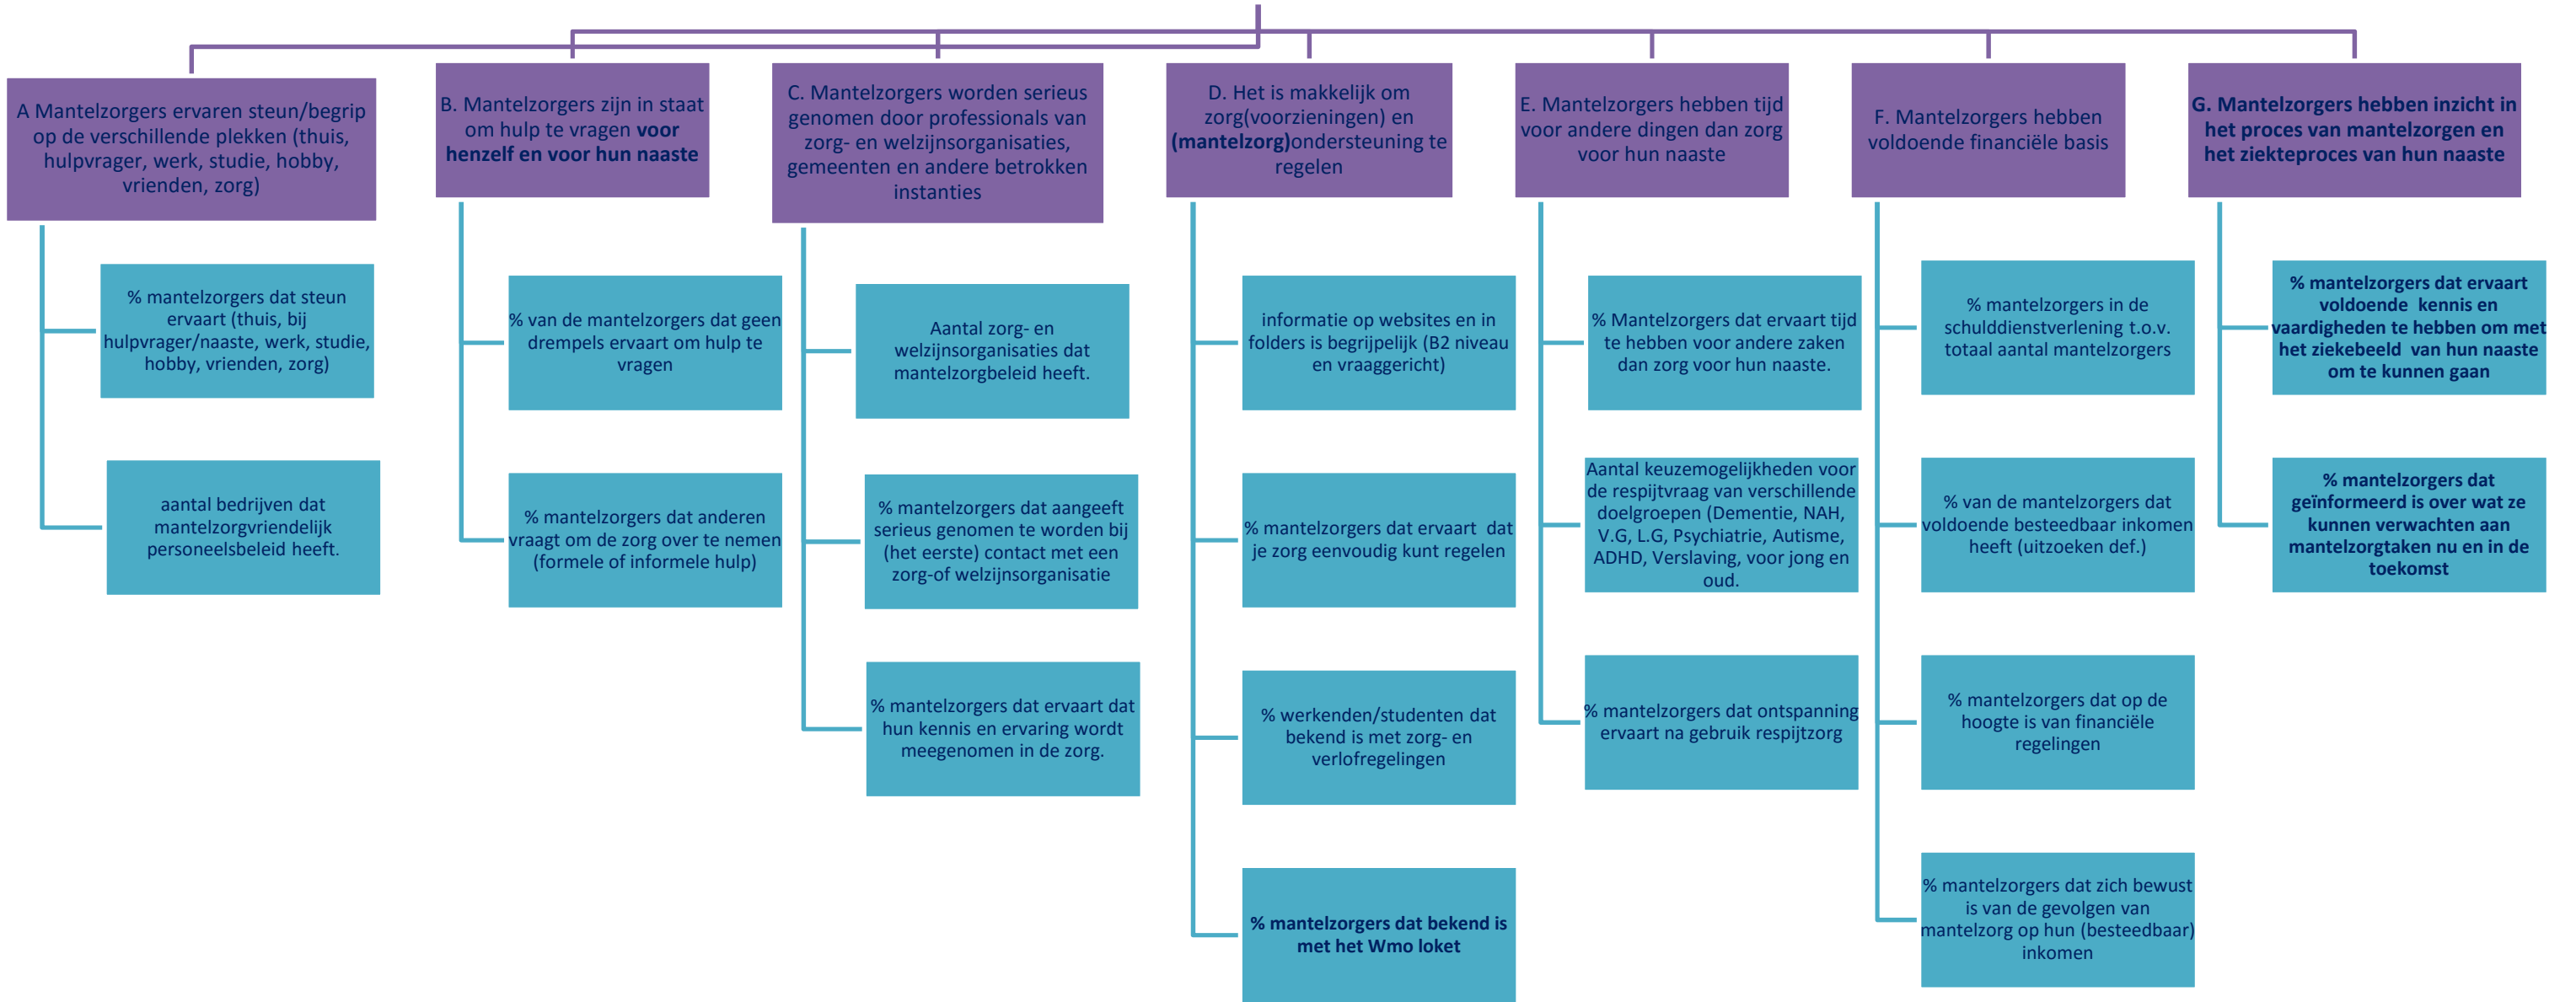 A Mantelzorgers ervaren steun/begrip
op de verschillende plekken (thuis,
hulpvrager, werk, studie, hobby,
vrienden, zorg)
% mantelzorgers dat steun
ervaart (thuis, bij
hulpvrager/naaste, werk, studie,
hobby, vrienden, zorg)
aantal bedrijven dat
mantelzorgvriendelijk
personeelsbeleid heeft.
B. Mantelzorgers zijn in staat
om hulp te vragen voor
henzelf en voor hun naaste
% van de mantelzorgers dat geen
drempels ervaart om hulp te
vragen
% mantelzorgers dat anderen
vraagt om de zorg over te nemen
(formele of informele hulp)
C. Mantelzorgers worden serieus
genomen door professionals van
zorg- en welzijnsorganisaties,
gemeenten en andere betrokken
instanties
Aantal zorg- en
welzijnsorganisaties dat
mantelzorgbeleid heeft.
% mantelzorgers dat aangeeft
serieus genomen te worden bij
(het eerste) contact met een
zorg-of welzijnsorganisatie
% mantelzorgers dat ervaart dat
hun kennis en ervaring wordt
meegenomen in de zorg.
D. Het is makkelijk om
zorg(voorzieningen) en
(mantelzorg)ondersteuning te
regelen
informatie op websites en in
folders is begrijpelijk (B2 niveau
en vraaggericht)
% mantelzorgers dat ervaart  dat
je zorg eenvoudig kunt regelen
% werkenden/studenten dat
bekend is met zorg- en
verlofregelingen
% mantelzorgers dat bekend is
met het Wmo loket
E. Mantelzorgers hebben tijd
voor andere dingen dan zorg
voor hun naaste
% Mantelzorgers dat ervaart tijd
te hebben voor andere zaken
dan zorg voor hun naaste.
Aantal keuzemogelijkheden voor
de respijtvraag van verschillende
doelgroepen (Dementie, NAH,
V.G, L.G, Psychiatrie, Autisme,
ADHD, Verslaving, voor jong en
oud.
% mantelzorgers dat ontspanning
ervaart na gebruik respijtzorg
F. Mantelzorgers hebben
voldoende financiële basis
% mantelzorgers in de
schulddienstverlening t.o.v.
totaal aantal mantelzorgers
% van de mantelzorgers dat
voldoende besteedbaar inkomen
heeft (uitzoeken def.)
% mantelzorgers dat op de
hoogte is van financiële
regelingen
% mantelzorgers dat zich bewust
is van de gevolgen van
mantelzorg op hun (besteedbaar)
inkomen
G. Mantelzorgers hebben inzicht in
het proces van mantelzorgen en
het ziekteproces van hun naaste
% mantelzorgers dat ervaart
voldoende  kennis en
vaardigheden te hebben om met
het ziekebeeld  van hun naaste
om te kunnen gaan
% mantelzorgers dat
geïnformeerd is over wat ze
kunnen verwachten aan
mantelzorgtaken nu en in de
toekomst